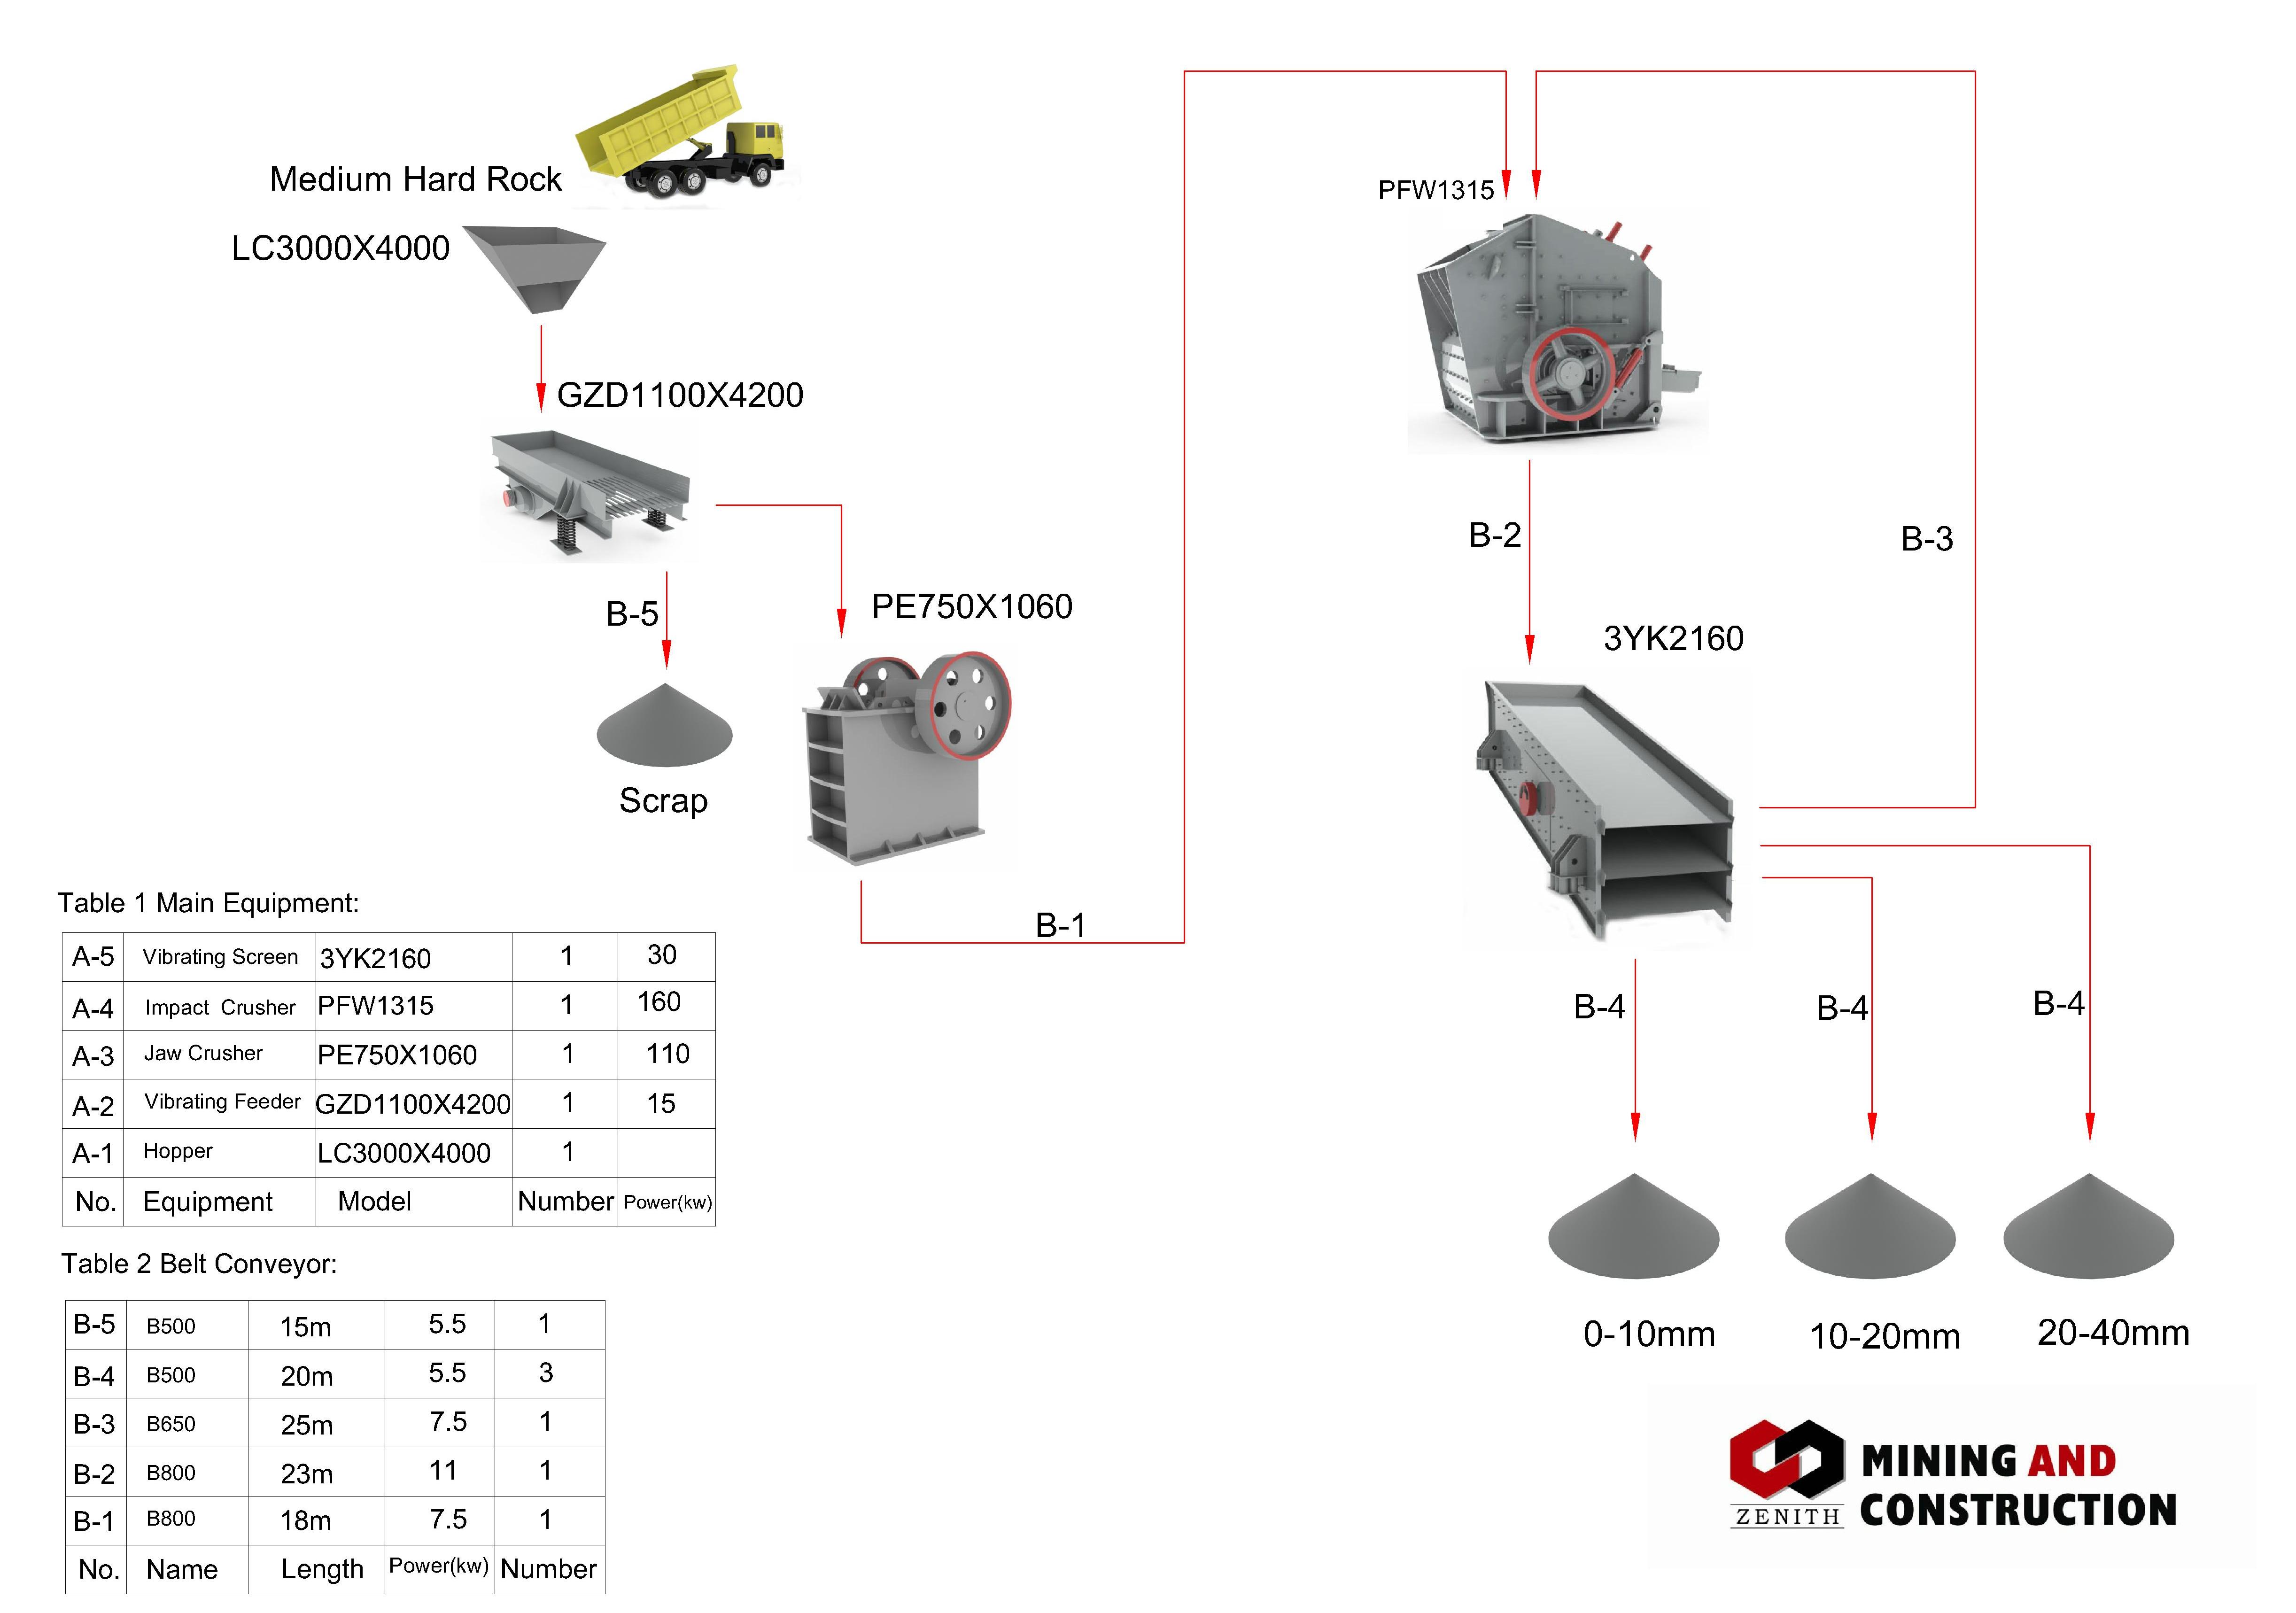 Medium Hard Rock
LC3000X4000
GZD1100X4200
B-5
Scrap
PE750X1060
B-1
PFW1315
B-2
B-3
3YK2160
B-4
B-4
B-4
0-10mm
10-20mm
20-40mm
Table 1 Main Equipment:
A-5 Vibrating Screen 3YK2160 1 30
A-4 Impact Crusher PFW1315 1 160
A-3 Jaw Crusher PE750X1060 1 110
A-2 Vibrating Feeder GZD1100X4200 1 15
A-1 Hopper LC3000X4000 1
No. Equipment Model Number Power(kw)
Table 2 Belt Conveyor:
B-5 B500 15m 5.5 1
B-4 B500 20m 5.5 3
B-3 B650 25m 7.5 1
B-2 B800 23m 11 1
B-1 B800 18m 7.5 1
No. Name Length Power(kw) Number
ZENITH
MINING AND
CONSTRUCTION